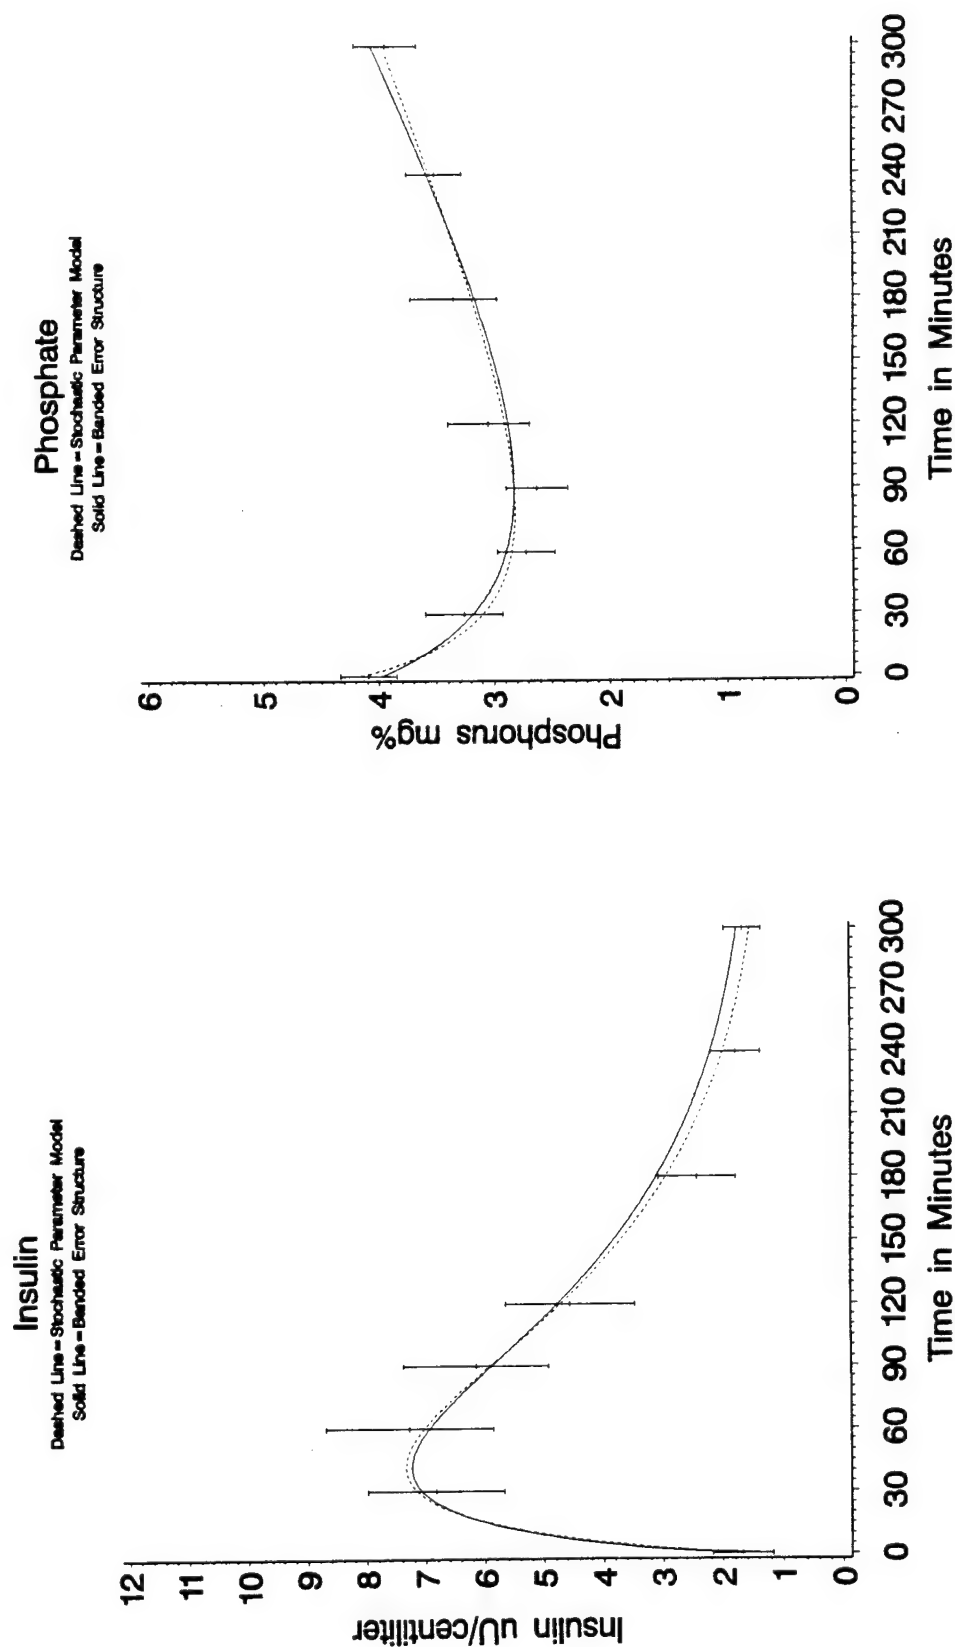 Insulin
Dashed Line=Stochastic Parameter Model
Solid Line=Banded Error Structure
12
11
10
9
8
7
6
5
4
3
2
1
0
Insulin uU/centiliter
0 30 60 90 120 150 180 210 240 270 300
Time in Minutes
Phosphate
Dashed Line=Stochastic Parameter Model
Solid Line=Banded Error Structure
6
5
4
3
2
1
0
Phosphorus mg%
0 30 60 90 120 150 180 210 240 270 300
Time in Minutes